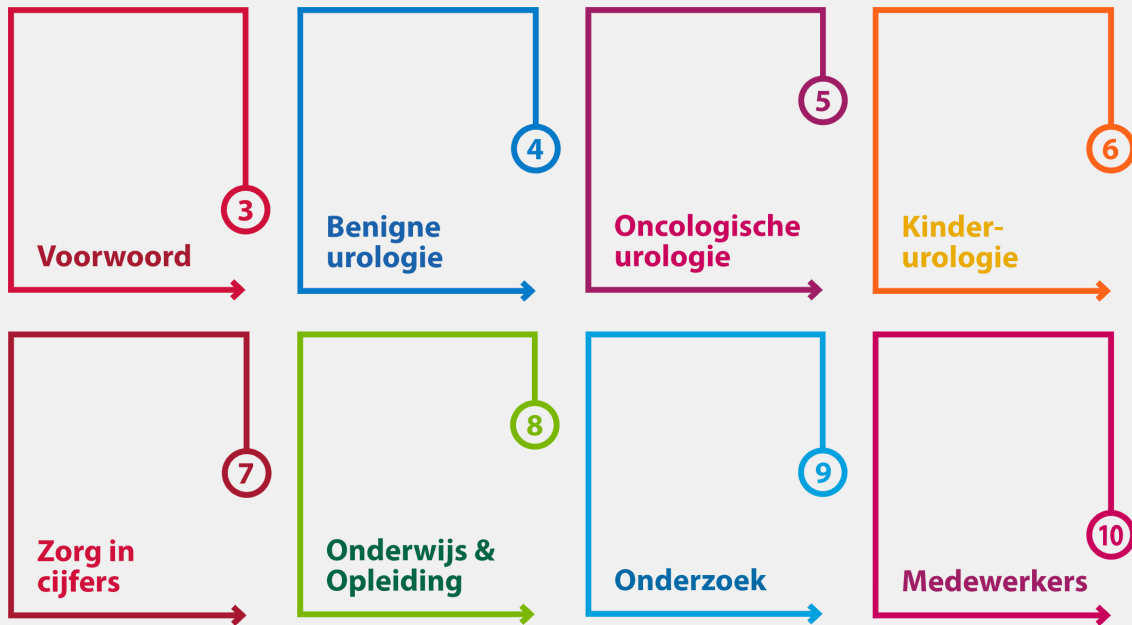 3
Voorwoord
4
Benigne
urologie
5
Oncologische
urologie
6
Kinder-
urologie
7
Zorg in
cijfers
8
Onderwijs &
Opleiding
9
Onderzoek
10
Medewerkers